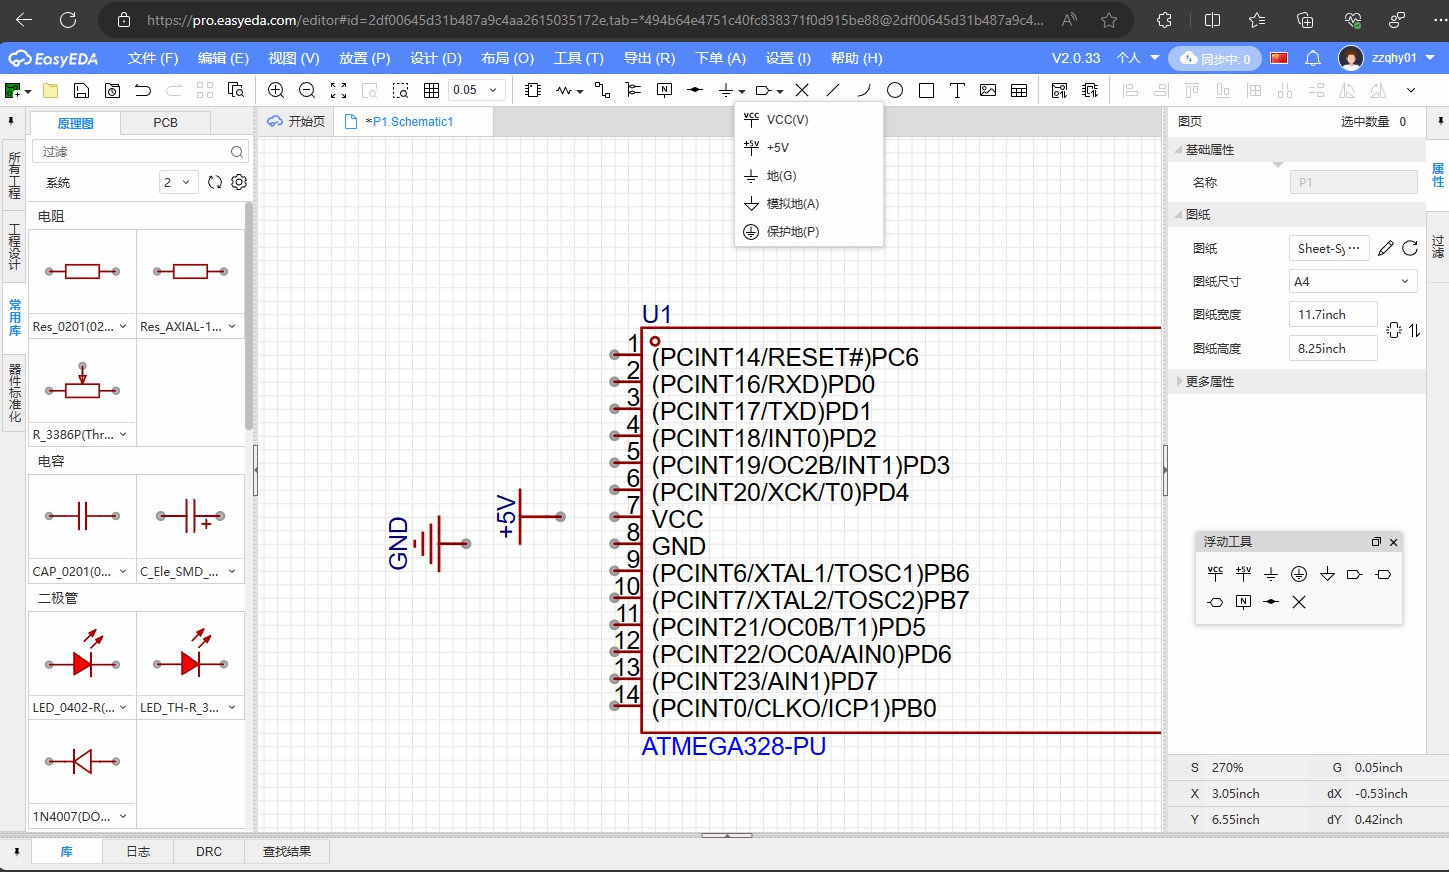 https://pro.easyeda.com/editor#id=2df00645d31b487a9c4aa2615035172e,tab=*494b64e4751c40fc838371f0d915be88@2df00645d31b487a9c4...
EasyEDA 文件 (F) 编辑 (E) 视图 (V) 放置 (P) 设计 (D) 布局 (O) 工具 (T) 导出 (R) 下单 (A) 设置 (I) 帮助 (H) V2.0.33 个人 同步中: 0 zzqhy01
0.05
原理图 PCB
开始页 *P1.Schematic1
过滤
系统 2
所有工程
工程设计
常用库
器件标准化
电阻
Res_0201(02... Res_AXIAL-1...
R_3386P(Thr...
电容
CAP_0201(0... C_Ele_SMD_...
二极管
LED_0402-R(... LED_TH-R_3...
1N4007(DO...
VCC VCC(V)
+5V +5V
地(G)
模拟地(A)
保护地(P)
U1
1 (PCINT14/RESET#)PC6
2 (PCINT16/RXD)PD0
3 (PCINT17/TXD)PD1
4 (PCINT18/INT0)PD2
5 (PCINT19/OC2B/INT1)PD3
6 (PCINT20/XCK/T0)PD4
7 VCC
8 GND
9 (PCINT6/XTAL1/TOSC1)PB6
10 (PCINT7/XTAL2/TOSC2)PB7
11 (PCINT21/OC0B/T1)PD5
12 (PCINT22/OC0A/AIN0)PD6
13 (PCINT23/AIN1)PD7
14 (PCINT0/CLKO/ICP1)PB0
ATMEGA328-PU
GND
+5V
图页 选中数量 0
基础属性
名称 P1
图纸
图纸 Sheet-Sy ...
图纸尺寸 A4
图纸宽度 11.7inch
图纸高度 8.25inch
更多属性
属性
过滤
浮动工具
VCC +5V
N
S 270% G 0.05inch
X 3.05inch dX -0.53inch
Y 6.55inch dY 0.42inch
库 日志 DRC 查找结果